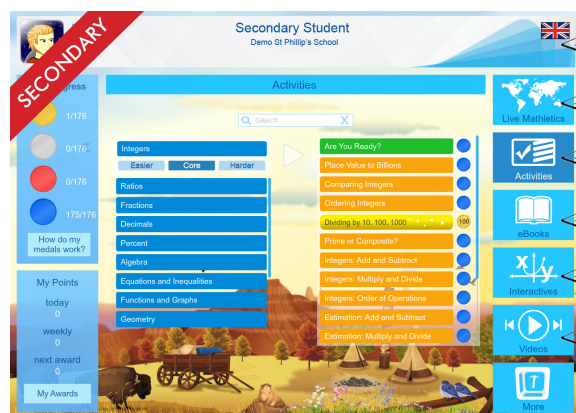 SECONDARY
Secondary Student
Demo St Phillip's School
gress
1/176
0/176
0/176
175/176
How do my
medals work?
My Points
today
0
weekly
0
next award
0
My Awards
Activities
Search
X
Integers
Easier
Core
Harder
Ratios
Fractions
Decimals
Percent
Algebra
Equations and Inequalities
Functions and Graphs
Geometry
Are You Ready?
Place Value to Billions
Comparing Integers
Ordering Integers
Dividing by 10, 100, 1000
100
Prime or Composite?
Integers: Add and Subtract
Integers: Multiply and Divide
Integers: Order of Operations
Estimation: Add and Subtract
Estimation: Multiply and Divide
Live Mathletics
Activities
eBooks
x y
Interactives
Videos
T
More